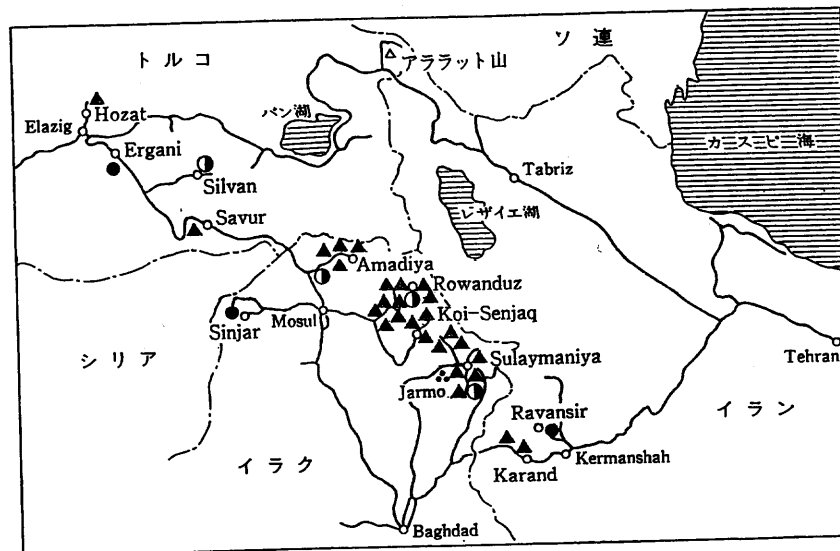 トルコ
ソ連
アララット山
Hozat
バン湖
カスピ海
Elazig
Ergani
Tabriz
Silvan
レザイエ湖
Savur
Amadiya
Rowanduz
Koi-Senjaq
Sinjar
Mosul
シリア
Sulaymaniya
Tehran
Jarmo
Ravansir
イラン
イラク
Karand
Kermanshah
Baghdad